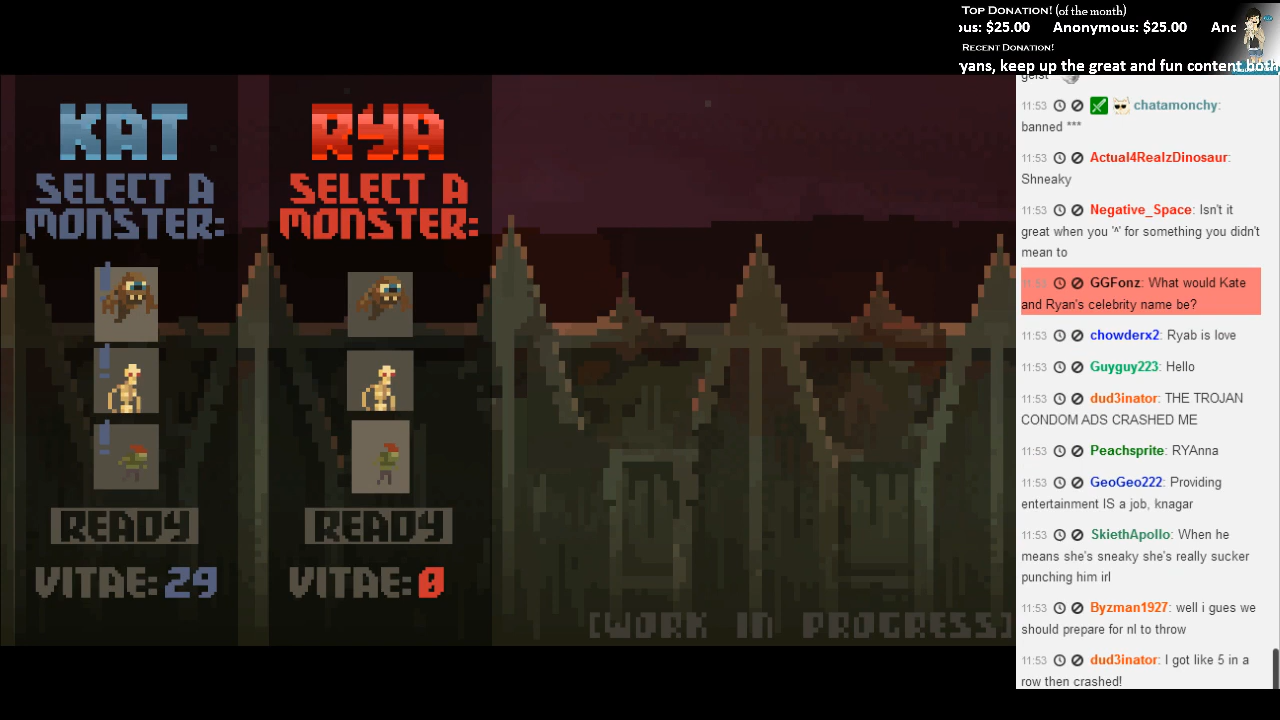 TOP DONATION! (of the month)
ous: $25.00 Anonymous: $25.00 Anc
RECENT DONATION!
ryans, keep up the great and fun content both
KAT
SELECT A
MONSTER:
READY
VITAE: 29
RYA
SELECT A
MONSTER:
READY
VITAE: 0
[WORK IN PROGRESS]
geist
11:53 chatamonchy:
banned ***
11:53 Actual4RealzDinosaur:
Shneaky
11:53 Negative_Space: Isn't it
great when you '^' for something you didn't
mean to
11:53 GGFonz: What would Kate
and Ryan's celebrity name be?
11:53 chowderx2: Ryab is love
11:53 Guyguy223: Hello
11:53 dud3inator: THE TROJAN
CONDOM ADS CRASHED ME
11:53 Peachsprite: RYAnna
11:53 GeoGeo222: Providing
entertainment IS a job, knagar
11:53 SkiethApollo: When he
means she's sneaky she's really sucker
punching him irl
11:53 Byzman1927: well i gues we
should prepare for nl to throw
11:53 dud3inator: I got like 5 in a
row then crashed!